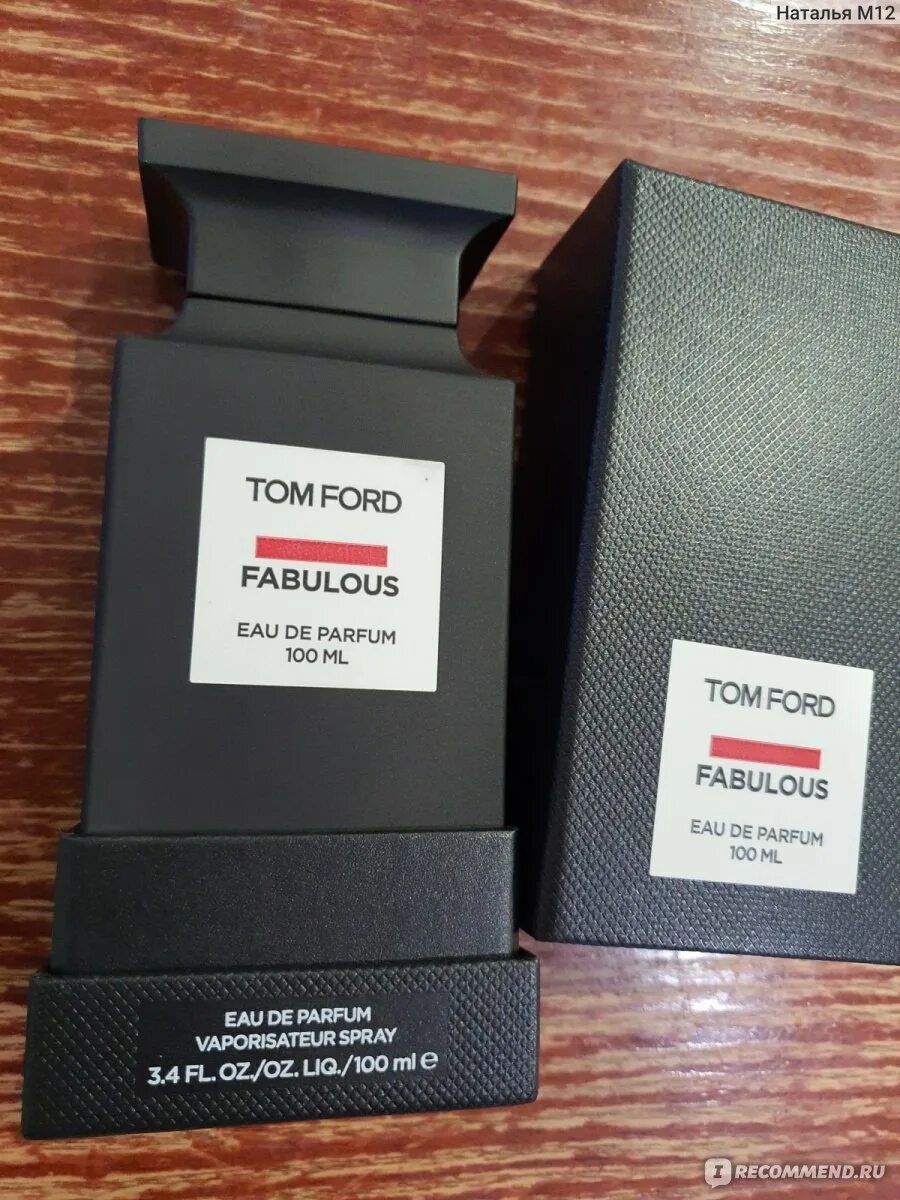 Наталья М12
TOM FORD
FABULOUS
EAU DE PARFUM
100 ML
TOM FORD
FABULOUS
EAU DE PARFUM
100 ML
EAU DE PARFUM
VAPORISATEUR SPRAY
3.4 FL. OZ./OZ. LIQ./100 ml ℮
IRECOMMEND.RU